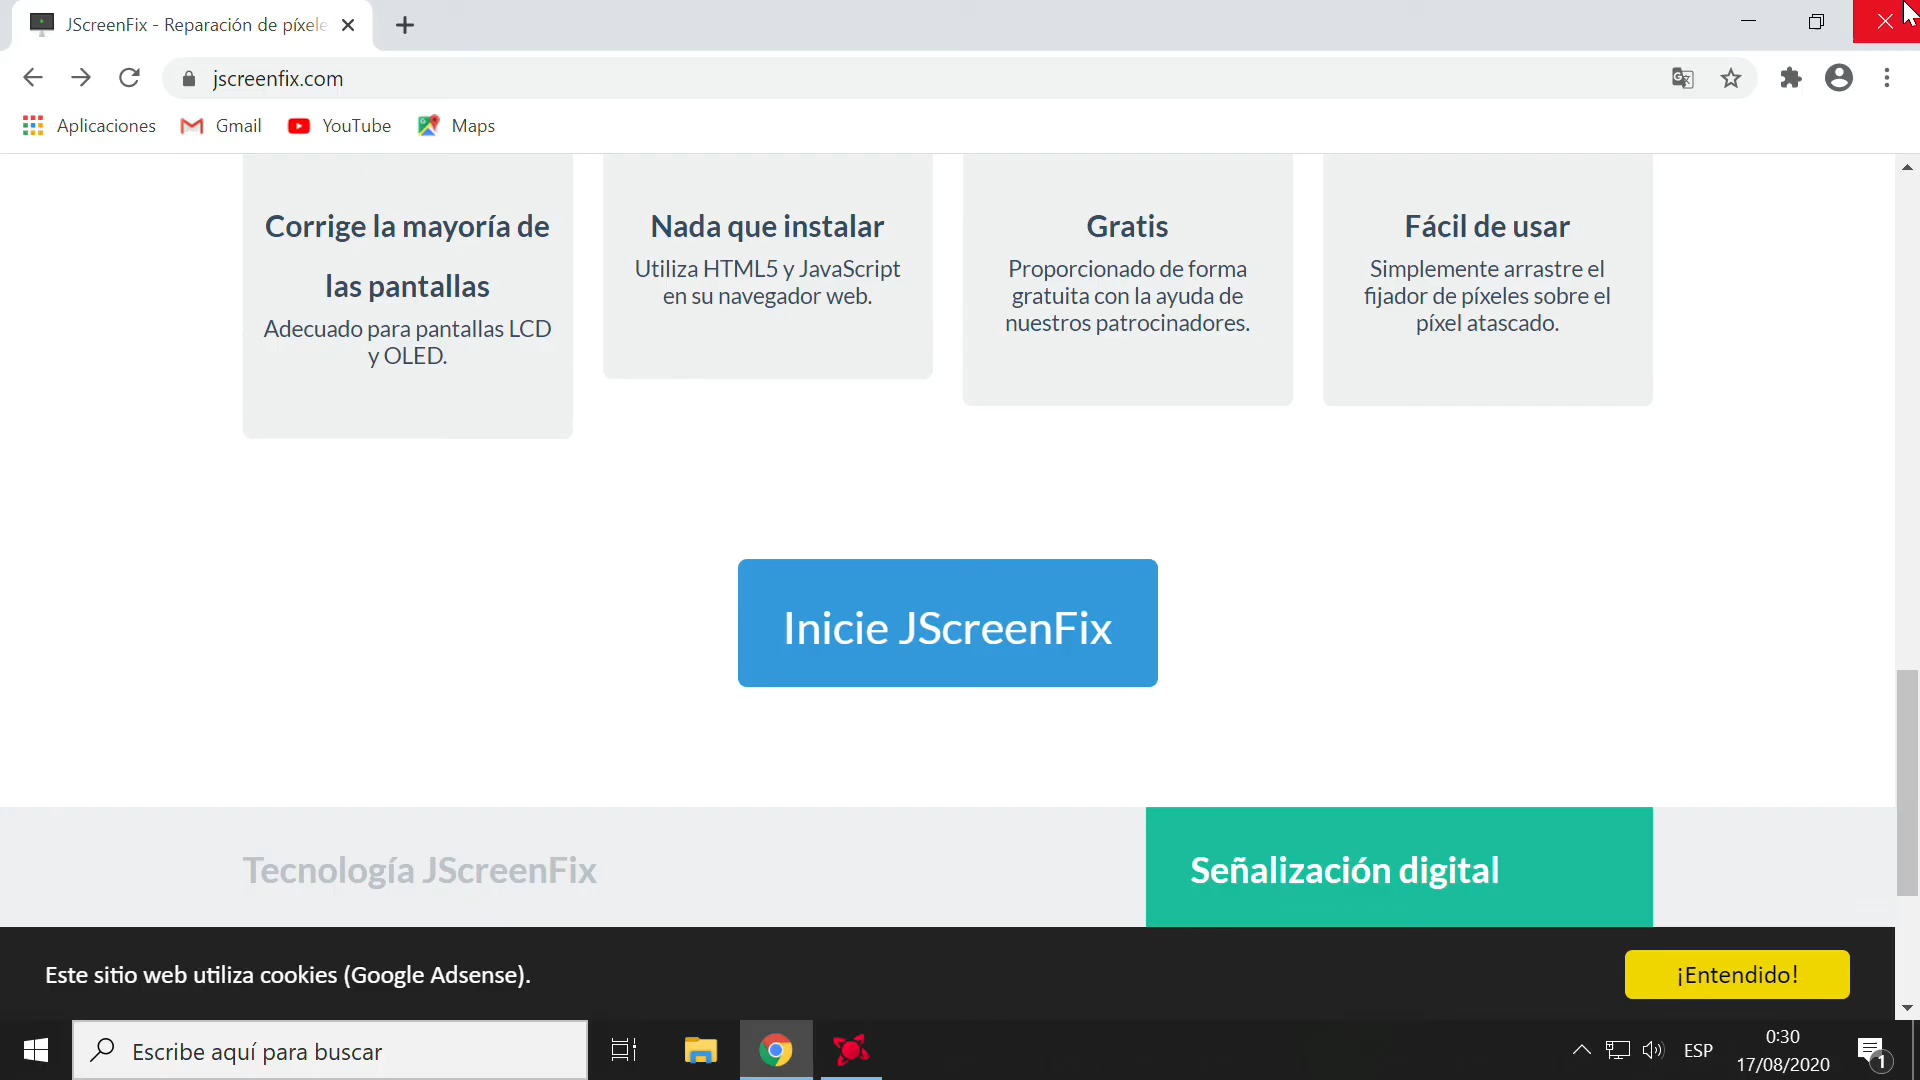 JScreenFix - Reparación de píxele
jscreenfix.com
Aplicaciones Gmail YouTube Maps
Corrige la mayoría de
las pantallas
Adecuado para pantallas LCD
y OLED.
Nada que instalar
Utiliza HTML5 y JavaScript
en su navegador web.
Gratis
Proporcionado de forma
gratuita con la ayuda de
nuestros patrocinadores.
Fácil de usar
Simplemente arrastre el
fijador de píxeles sobre el
píxel atascado.
Inicie JScreenFix
Tecnología JScreenFix
Señalización digital
Este sitio web utiliza cookies (Google Adsense).
¡Entendido!
Escribe aquí para buscar
ESP
0:30
17/08/2020
1